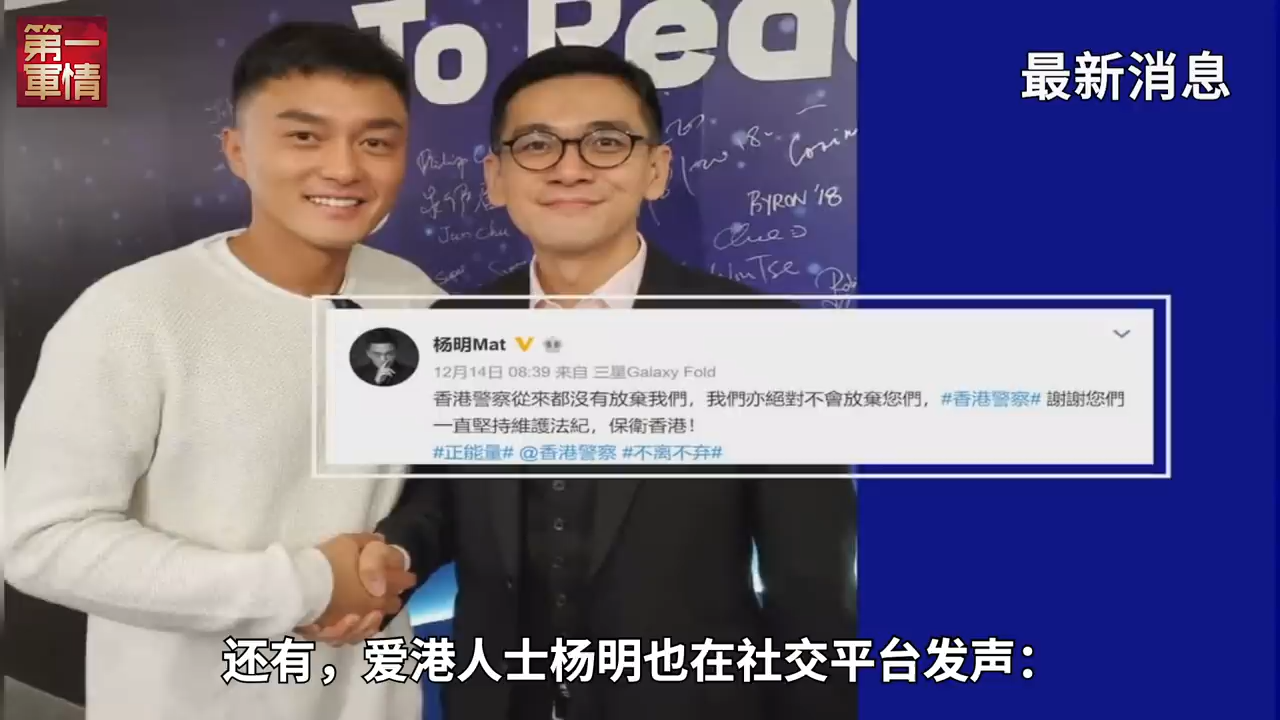 第一
軍情
最新消息
To Rea
BYRON '18
杨明Mat
12月14日 08:39 来自 三星Galaxy Fold
香港警察從來都沒有放棄我們，我們亦絕對不會放棄您們，#香港警察# 謝謝您們
一直堅持維護法紀，保衛香港！
#正能量# @香港警察 #不离不弃#
还有，爱港人士杨明也在社交平台发声：